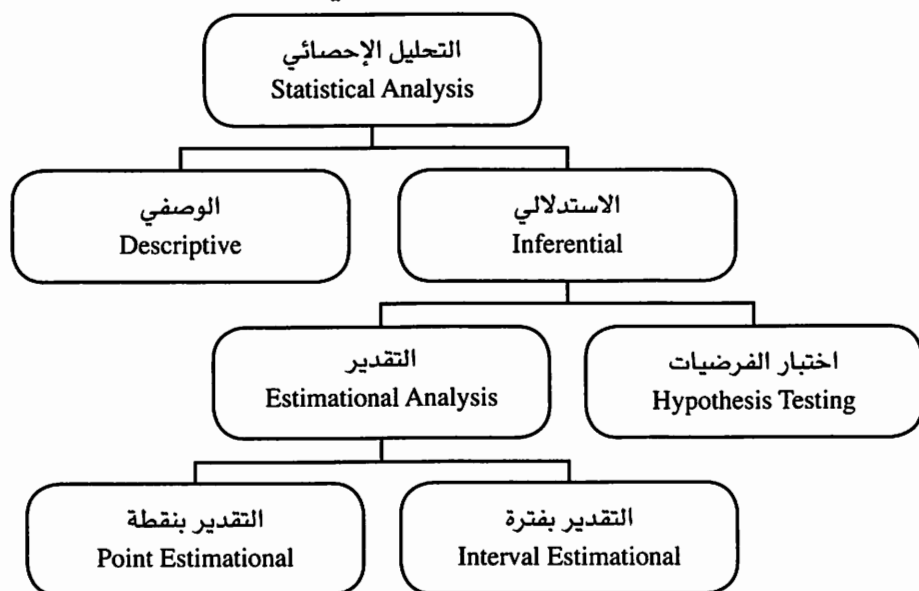 التحليل الإحصائي
Statistical Analysis
الوصفي
Descriptive
الاستدلالي
Inferential
التقدير
Estimational Analysis
اختبار الفرضيات
Hypothesis Testing
التقدير بنقطة
Point Estimational
التقدير بفترة
Interval Estimational